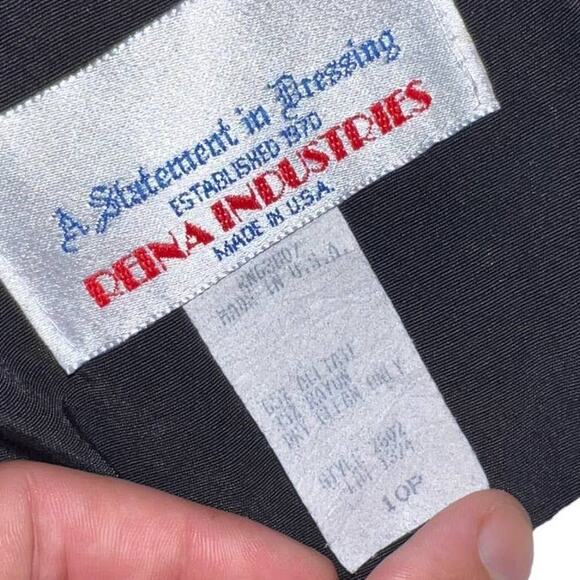 A Statement in Dressing
ESTABLISHED 1970
REINA INDUSTRIES
MADE IN U.S.A.
MADE IN U.S.A.
RAYON
DRY CLEAN ONLY
STYLE
10P